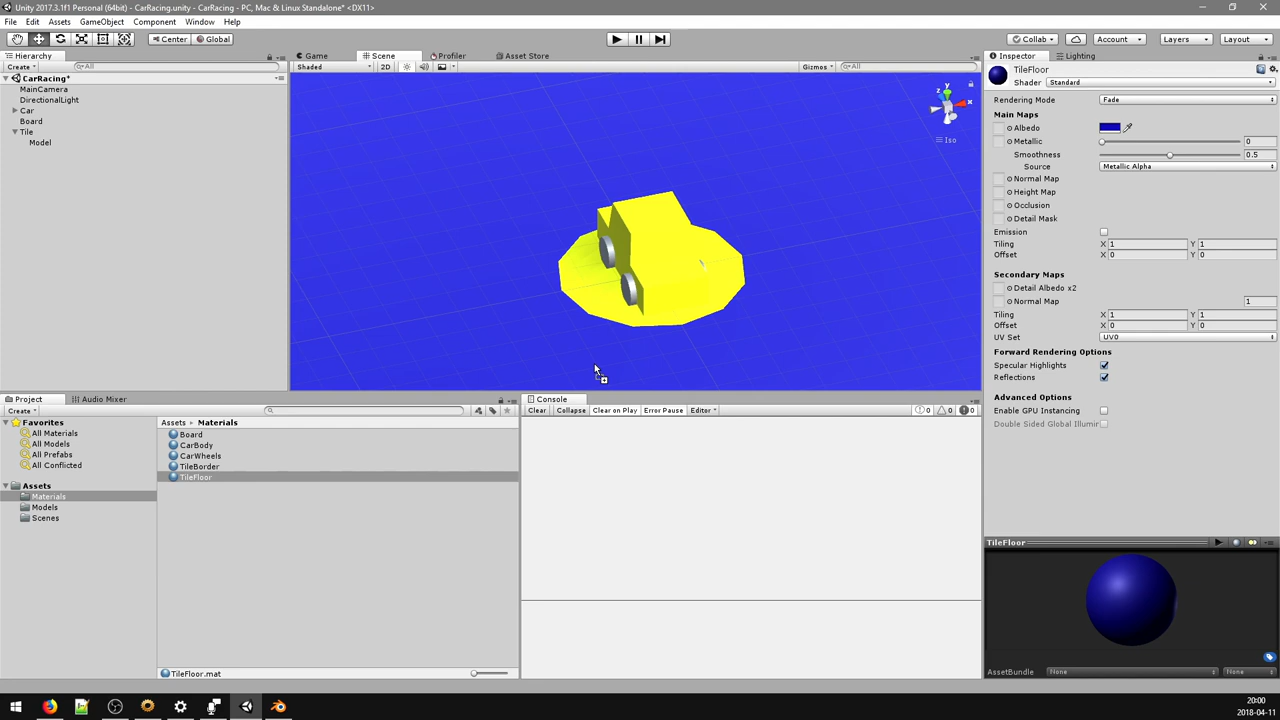 Unity 2017.3.1f1 Personal (64bit) - CarRacing.unity - CarRacing - PC, Mac & Linux Standalone* <DX11>
File Edit Assets GameObject Component Window Help
Center Global Collab Account Layers Layout
Hierarchy Game Scene Profiler Asset Store Inspector Lighting
Create All Shaded 2D Gizmos All
CarRacing*
MainCamera
DirectionalLight
Car
Board
Tile
Model
y
z x
Iso
TileFloor
Shader Standard
Rendering Mode Fade
Main Maps
Albedo
Metallic 0
Smoothness 0.5
Source Metallic Alpha
Normal Map
Height Map
Occlusion
Detail Mask
Emission
Tiling X 1 Y 1
Offset X 0 Y 0
Secondary Maps
Detail Albedo x2
Normal Map 1
Tiling X 1 Y 1
Offset X 0 Y 0
UV Set UV0
Forward Rendering Options
Specular Highlights
Reflections
Advanced Options
Enable GPU Instancing
Double Sided Global Illumir
Project Audio Mixer
Create
Favorites
All Materials
All Models
All Prefabs
All Conflicted
Assets
Materials
Models
Scenes
Assets Materials
Board
CarBody
CarWheels
TileBorder
TileFloor
TileFloor.mat
Console
Clear Collapse Clear on Play Error Pause Editor 0 0 0
TileFloor
AssetBundle None None
20:00
2018-04-11